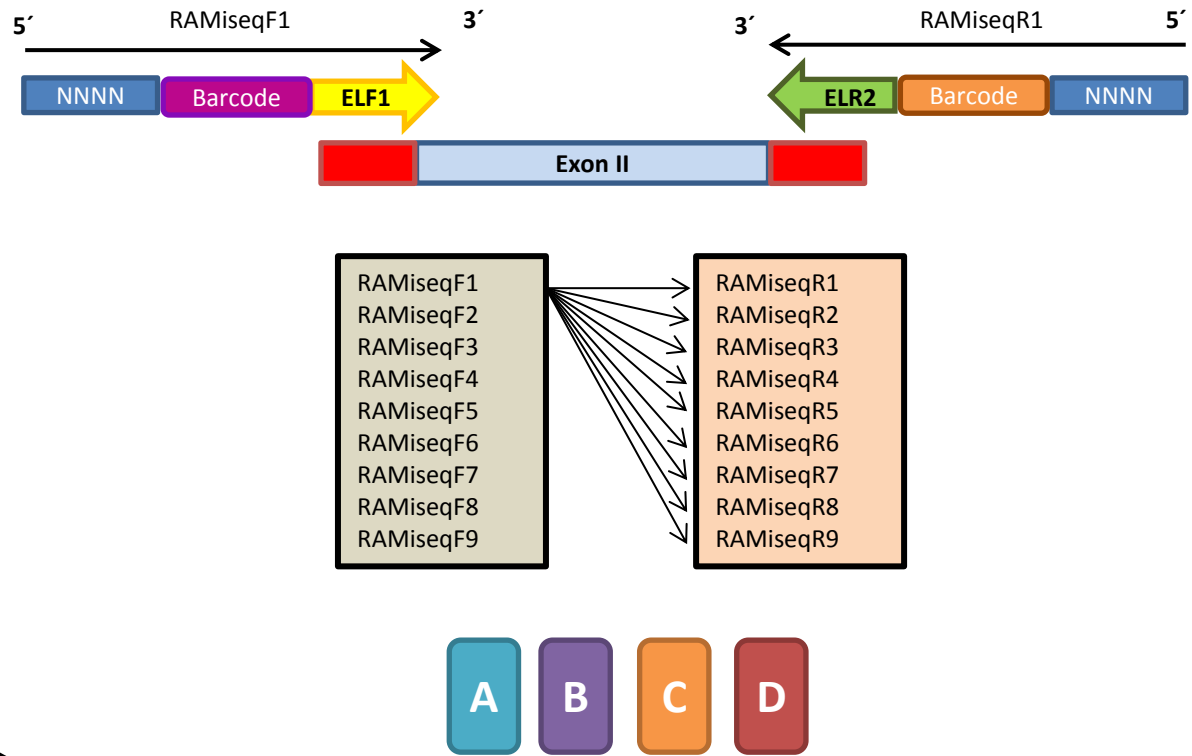 5´ RAMiseqF1 3´ 3´ RAMiseqR1 5´
NNNN Barcode ELF1 ELR2 Barcode NNNN
Exon II
RAMiseqF1
RAMiseqF2
RAMiseqF3
RAMiseqF4
RAMiseqF5
RAMiseqF6
RAMiseqF7
RAMiseqF8
RAMiseqF9
RAMiseqR1
RAMiseqR2
RAMiseqR3
RAMiseqR4
RAMiseqR5
RAMiseqR6
RAMiseqR7
RAMiseqR8
RAMiseqR9
A B C D